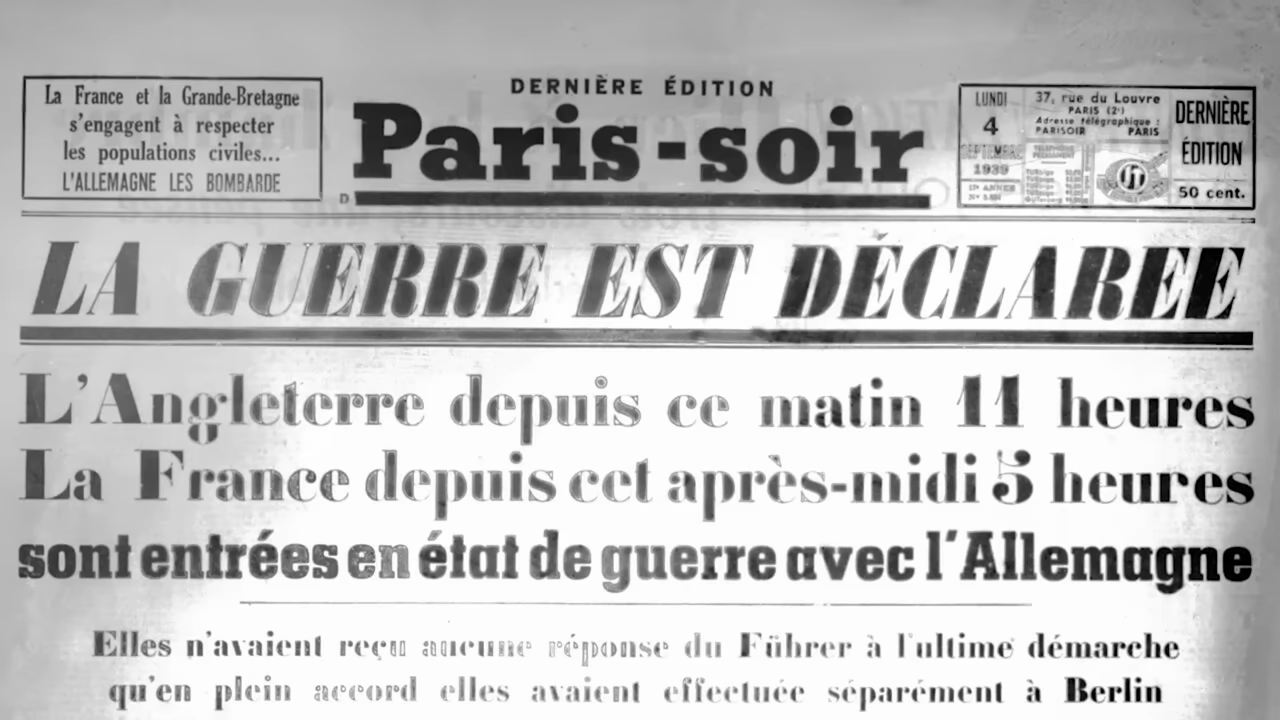 La France et la Grande-Bretagne
s'engagent à respecter
les populations civiles...
L'ALLEMAGNE LES BOMBARDE
DERNIÈRE ÉDITION
Paris-soir
D
LUNDI
4
SEPTEMBRE
1939
37, rue du Louvre
PARIS (2e)
Adresse télégraphique :
PARISOIR PARIS
DERNIÈRE
ÉDITION
50 cent.
LA GUERRE EST DÉCLARÉE
L'Angleterre depuis ce matin 11 heures
La France depuis cet après-midi 5 heures
sont entrées en état de guerre avec l'Allemagne
Elles n'avaient reçu aucune réponse du Führer à l'ultime démarche
qu'en plein accord elles avaient effectuée séparément à Berlin